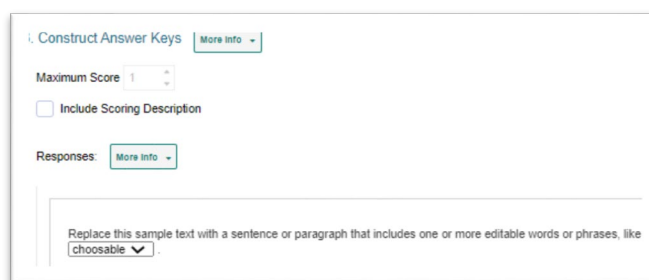 . Construct Answer Keys More Info
Maximum Score 1
Include Scoring Description
Responses: More Info
Replace this sample text with a sentence or paragraph that includes one or more editable words or phrases, like
choosable .